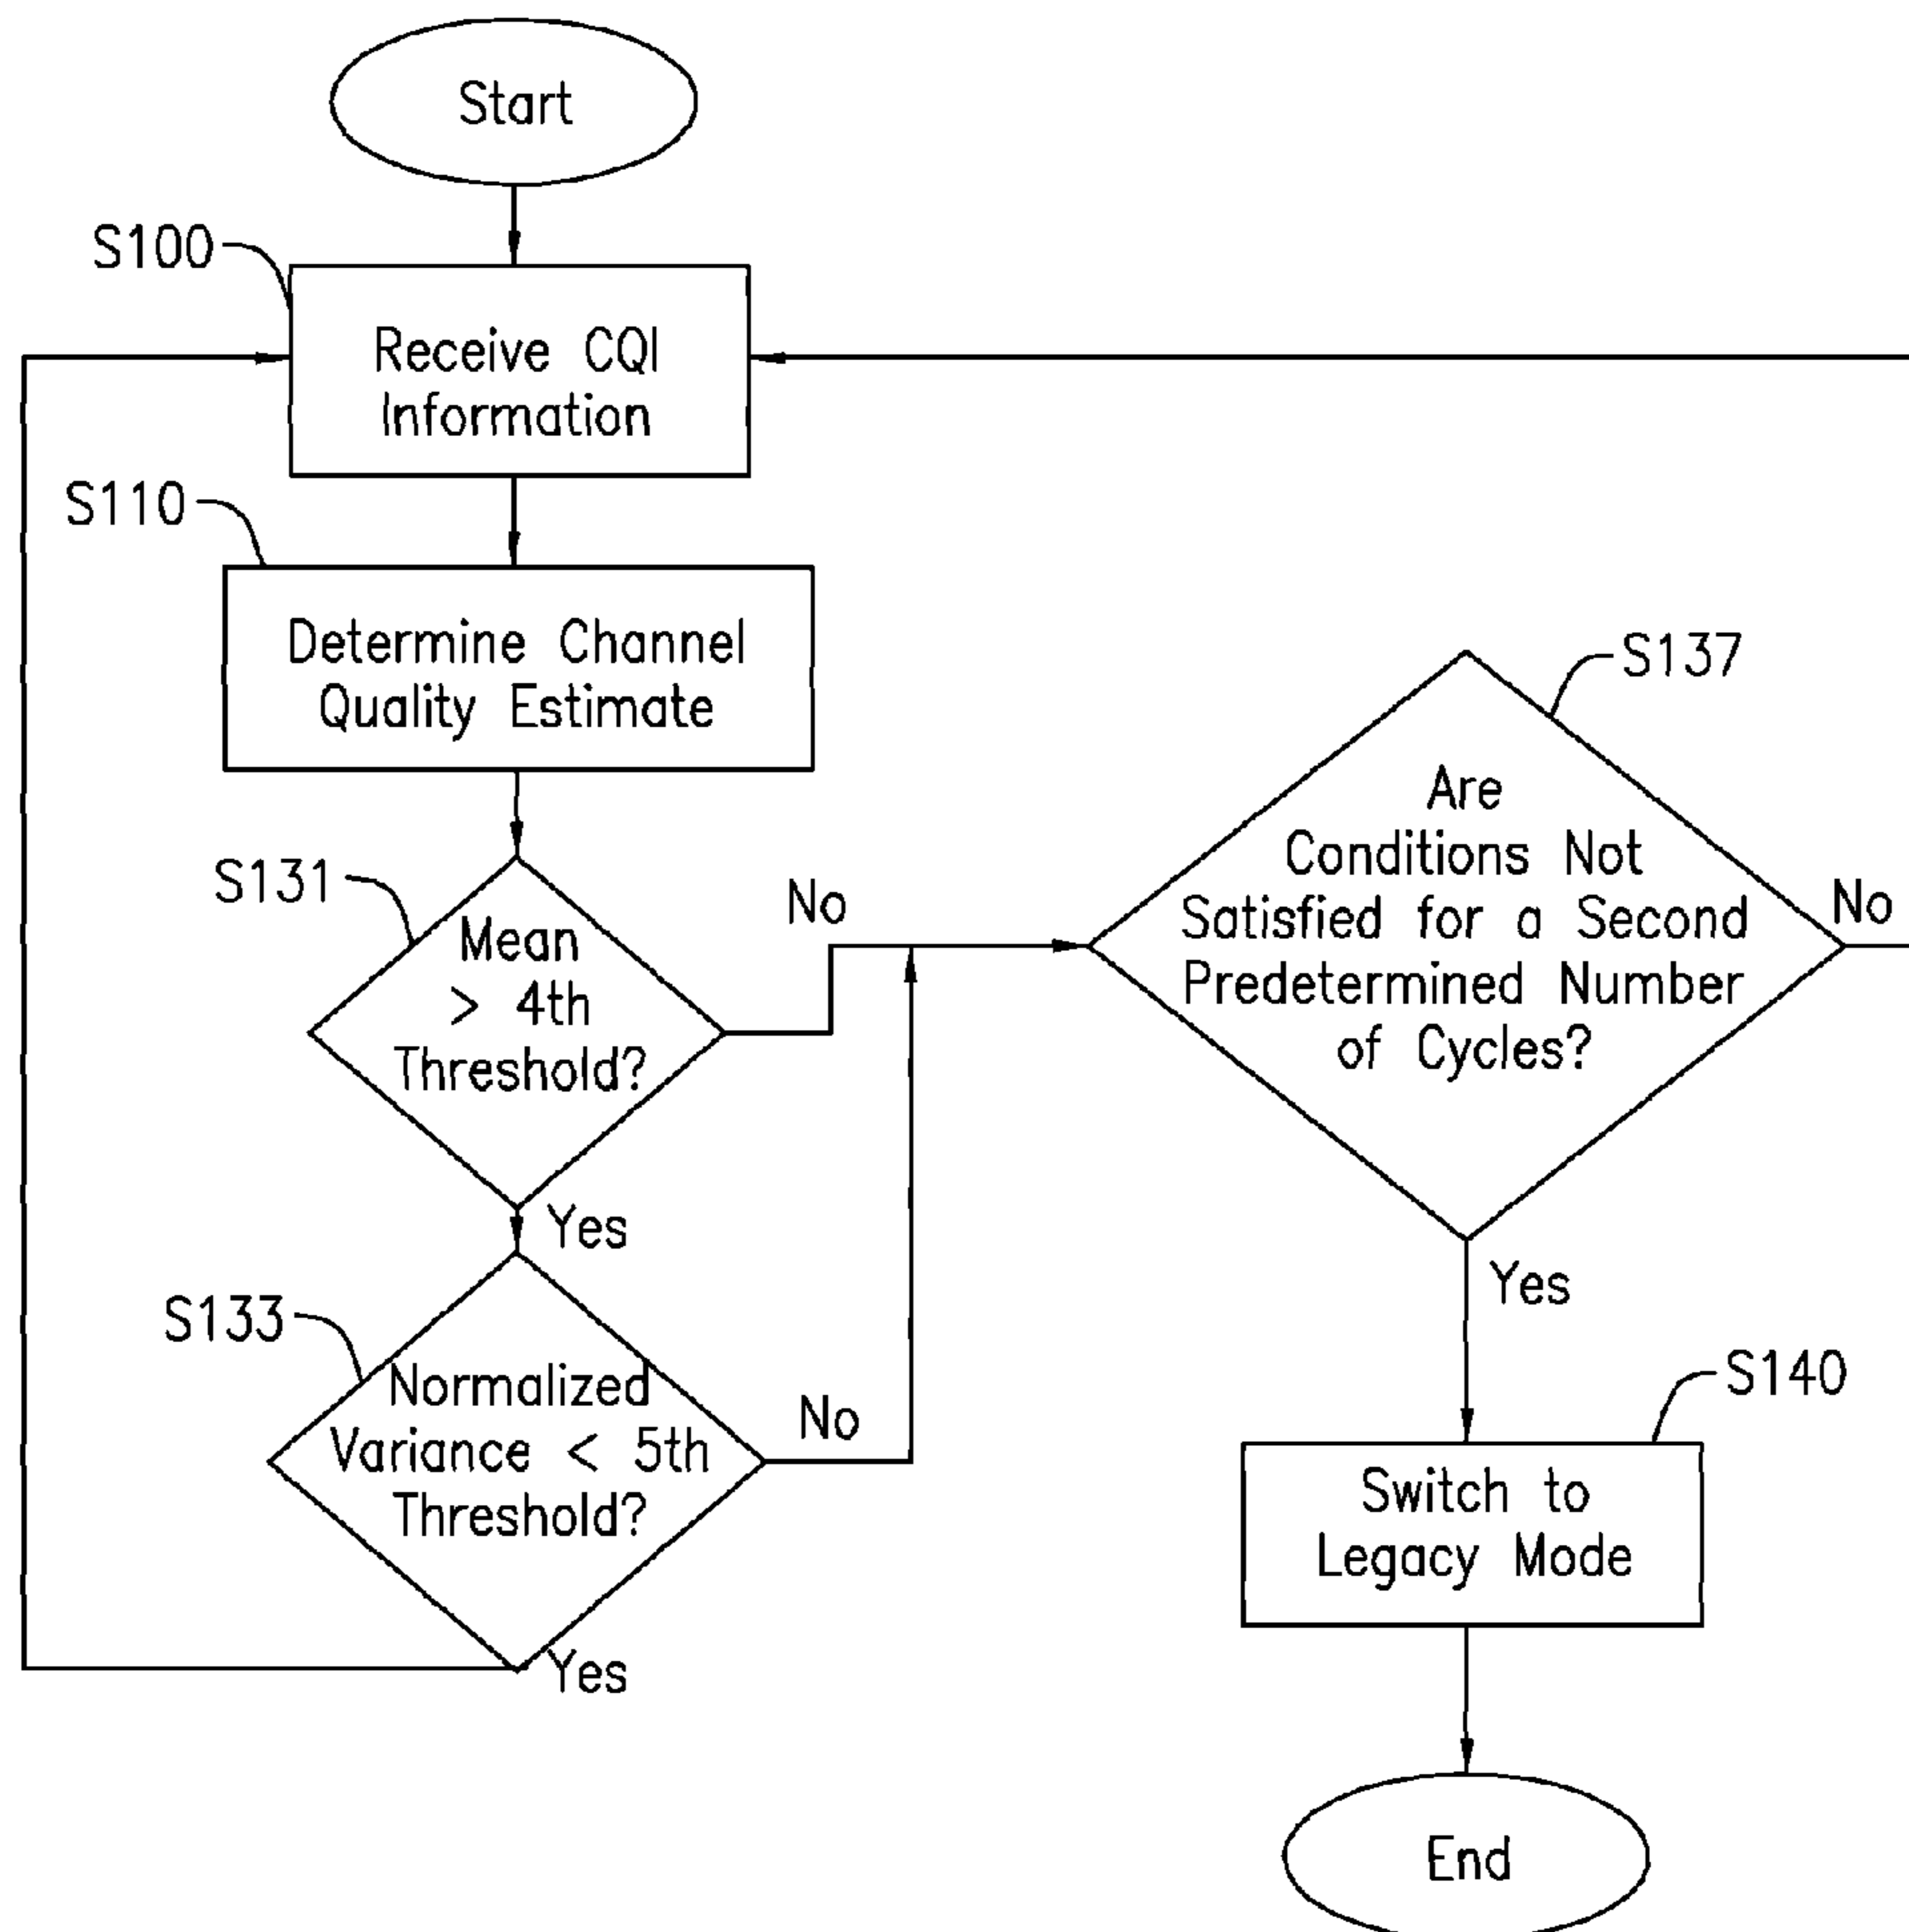 Start
S100
Receive CQI
Information
S110
Determine Channel
Quality Estimate
S131
Mean
> 4th
Threshold?
No
Yes
S133
Normalized
Variance < 5th
Threshold?
No
Yes
S137
Are
Conditions Not
Satisfied for a Second
Predetermined Number
of Cycles?
No
Yes
S140
Switch to
Legacy Mode
End